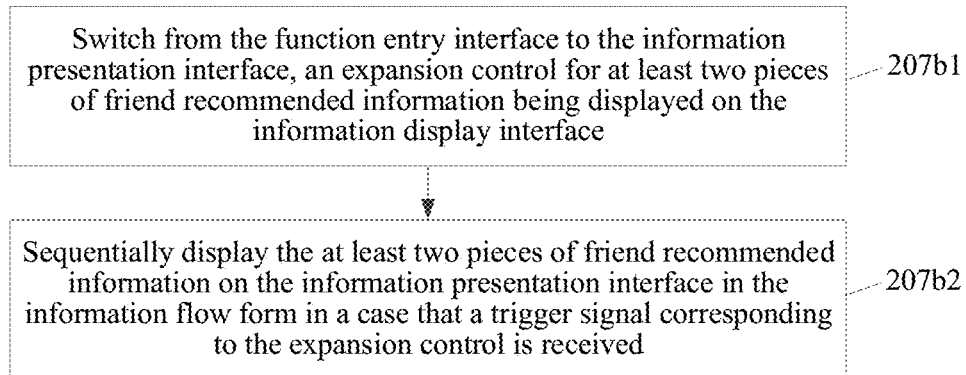 Switch from the function entry interface to the information
presentation interface, an expansion control for at least two pieces
of friend recommended information being displayed on the
information display interface
207b1
Sequentially display the at least two pieces of friend recommended
information on the information presentation interface in the
information flow form in a case that a trigger signal corresponding
to the expansion control is received
207b2